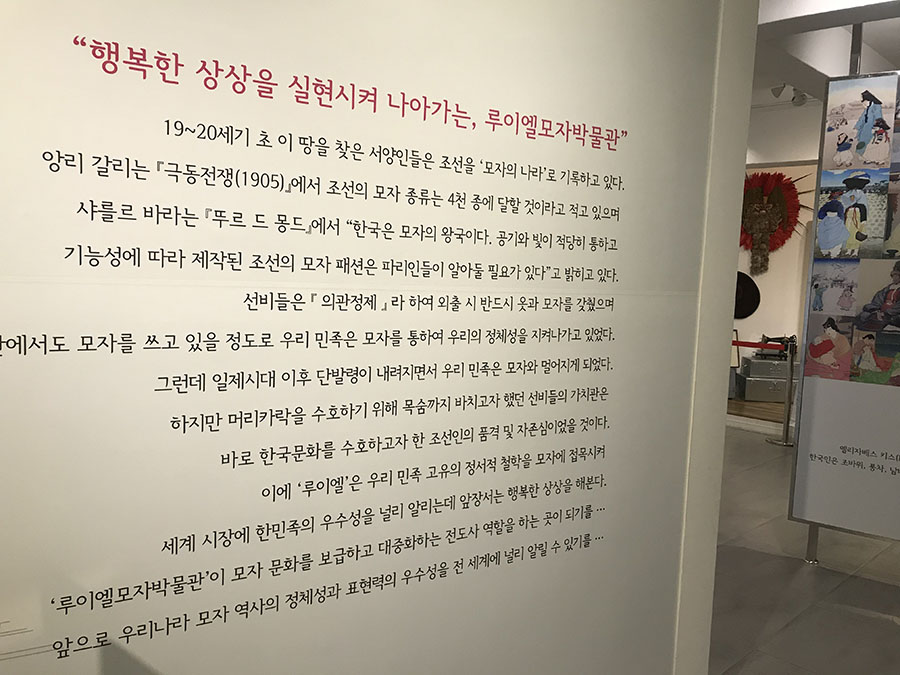 “행복한 상상을 실현시켜 나아가는, 루이엘모자박물관”
19~20세기 초 이 땅을 찾은 서양인들은 조선을 ‘모자의 나라’로 기록하고 있다.
앙리 갈리는 『극동전쟁(1905)』에서 조선의 모자 종류는 4천 종에 달할 것이라고 적고 있으며
샤를르 바라는 『뚜르 드 몽드』에서 “한국은 모자의 왕국이다. 공기와 빛이 적당히 통하고
기능성에 따라 제작된 조선의 모자 패션은 파리인들이 알아둘 필요가 있다”고 밝히고 있다.
선비들은 『 의관정제 』 라 하여 외출 시 반드시 옷과 모자를 갖췄으며
모자를 쓰고 있을 정도로 우리 민족은 모자를 통하여 우리의 정체성을 지켜나가고 있었다.
그런데 일제시대 이후 단발령이 내려지면서 우리 민족은 모자와 멀어지게 되었다.
하지만 머리카락을 수호하기 위해 목숨까지 바치고자 했던 선비들의 가치관은
바로 한국문화를 수호하고자 한 조선인의 품격 및 자존심이었을 것이다.
이에 ‘루이엘’은 우리 민족 고유의 정서적 철학을 모자에 접목시켜
세계 시장에 한민족의 우수성을 널리 알리는데 앞장서는 행복한 상상을 해본다.
‘루이엘모자박물관’이 모자 문화를 보급하고 대중화하는 전도사 역할을 하는 곳이 되기를 …
앞으로 우리나라 모자 역사의 정체성과 표현력의 우수성을 전 세계에 널리 알릴 수 있기를 …
엘리자베스 키스
한국인은 조바위, 풍차,